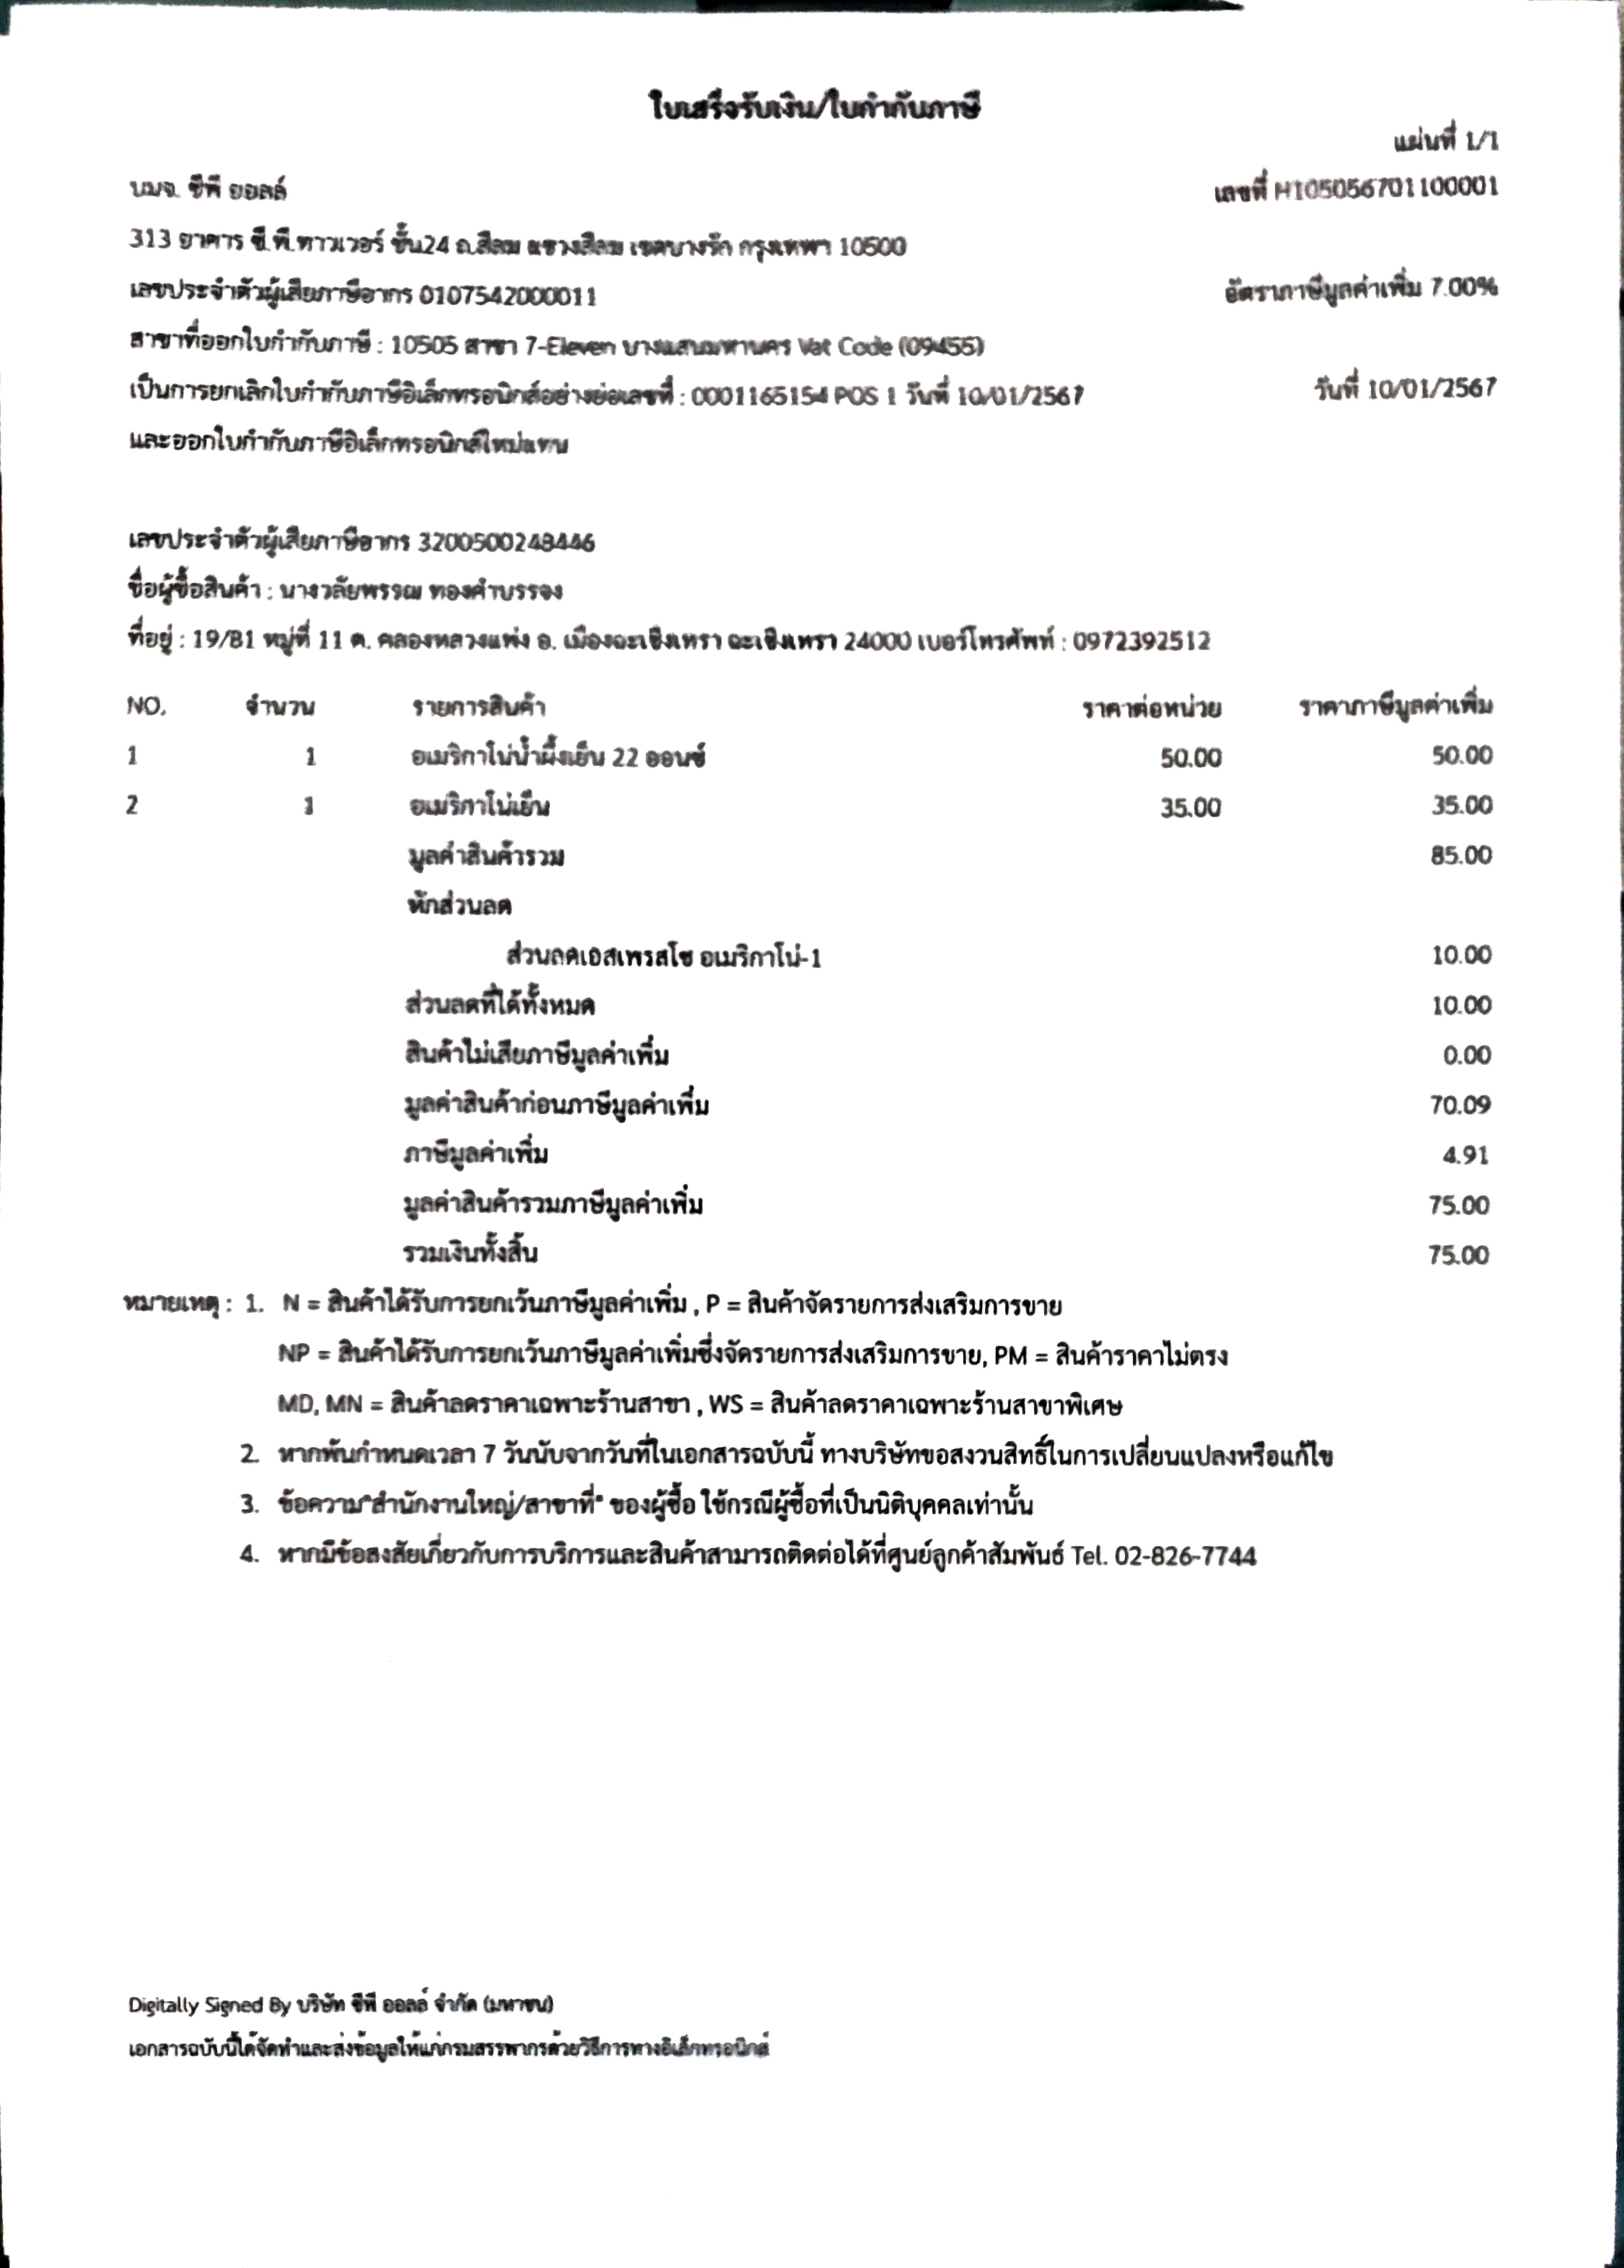 ใบเสร็จรับเงิน/ใบกำกับภาษี
แผ่นที่ 1/1
บมจ. ซีพี ออลล์
เลขที่ H105056701100001
313 อาคาร ซี.พี.ทาวเวอร์ ชั้น24 ถ.สีลม แขวงสีลม เขตบางรัก กรุงเทพฯ 10500
เลขประจำตัวผู้เสียภาษีอากร 0107542000011
อัตราภาษีมูลค่าเพิ่ม 7.00%
สาขาที่ออกใบกำกับภาษี : 10505 สาขา 7-Eleven บางแสนมหานคร Vat Code (09455)
เป็นการยกเลิกใบกำกับภาษีอิเล็กทรอนิกส์อย่างย่อเลขที่ : 0001165154 POS 1 วันที่ 10/01/2567
วันที่ 10/01/2567
และออกใบกำกับภาษีอิเล็กทรอนิกส์ใหม่แทน
เลขประจำตัวผู้เสียภาษีอากร 3200500248446
ชื่อผู้ซื้อสินค้า : นางวลัยพรรณ ทองคำบรรจง
ที่อยู่ : 19/81 หมู่ที่ 11 ต. คลองหลวงแพ่ง อ. เมืองฉะเชิงเทรา ฉะเชิงเทรา 24000 เบอร์โทรศัพท์ : 0972392512
NO. จำนวน รายการสินค้า ราคาต่อหน่วย ราคาภาษีมูลค่าเพิ่ม
1 1 อเมริกาโน่น้ำผึ้งเย็น 22 ออนซ์ 50.00 50.00
2 1 อเมริกาโน่เย็น 35.00 35.00
มูลค่าสินค้ารวม 85.00
หักส่วนลด
ส่วนลดเอสเพรสโซ อเมริกาโน่-1 10.00
ส่วนลดที่ได้ทั้งหมด 10.00
สินค้าไม่เสียภาษีมูลค่าเพิ่ม 0.00
มูลค่าสินค้าก่อนภาษีมูลค่าเพิ่ม 70.09
ภาษีมูลค่าเพิ่ม 4.91
มูลค่าสินค้ารวมภาษีมูลค่าเพิ่ม 75.00
รวมเงินทั้งสิ้น 75.00
หมายเหตุ : 1. N = สินค้าได้รับการยกเว้นภาษีมูลค่าเพิ่ม , P = สินค้าจัดรายการส่งเสริมการขาย
NP = สินค้าได้รับการยกเว้นภาษีมูลค่าเพิ่มซึ่งจัดรายการส่งเสริมการขาย, PM = สินค้าราคาไม่ตรง
MD, MN = สินค้าลดราคาเฉพาะร้านสาขา , WS = สินค้าลดราคาเฉพาะร้านสาขาพิเศษ
2. หากพ้นกำหนดเวลา 7 วันนับจากวันที่ในเอกสารฉบับนี้ ทางบริษัทขอสงวนสิทธิ์ในการเปลี่ยนแปลงหรือแก้ไข
3. ข้อความ"สำนักงานใหญ่/สาขาที่" ของผู้ซื้อ ใช้กรณีผู้ซื้อที่เป็นนิติบุคคลเท่านั้น
4. หากมีข้อสงสัยเกี่ยวกับการบริการและสินค้าสามารถติดต่อได้ที่ศูนย์ลูกค้าสัมพันธ์ Tel. 02-826-7744
Digitally Signed By บริษัท ซีพี ออลล์ จำกัด (มหาชน)
เอกสารฉบับนี้ได้จัดทำและส่งข้อมูลให้แก่กรมสรรพากรด้วยวิธีการทางอิเล็กทรอนิกส์